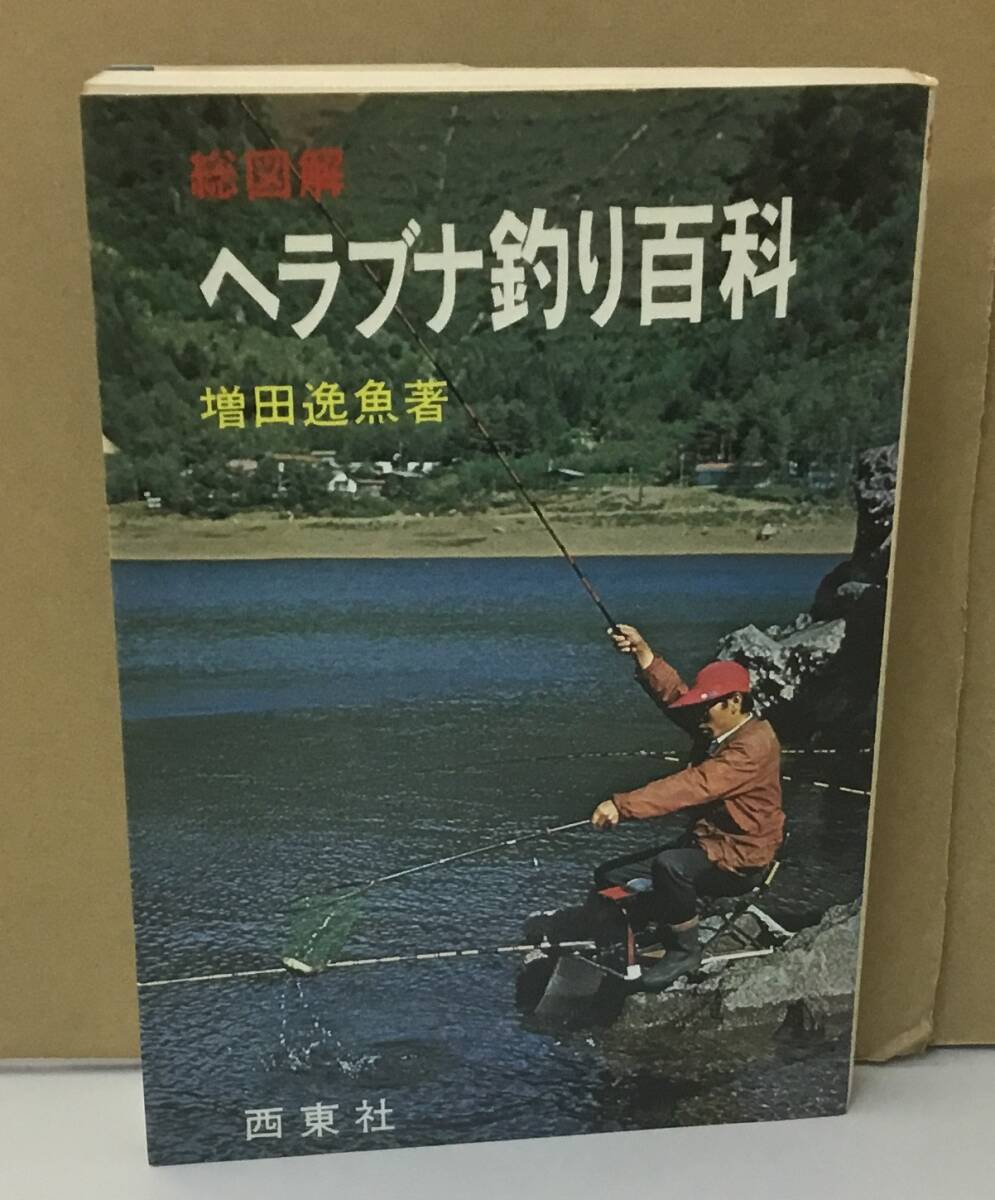 総図解
ヘラブナ釣り百科
増田逸魚著
西東社